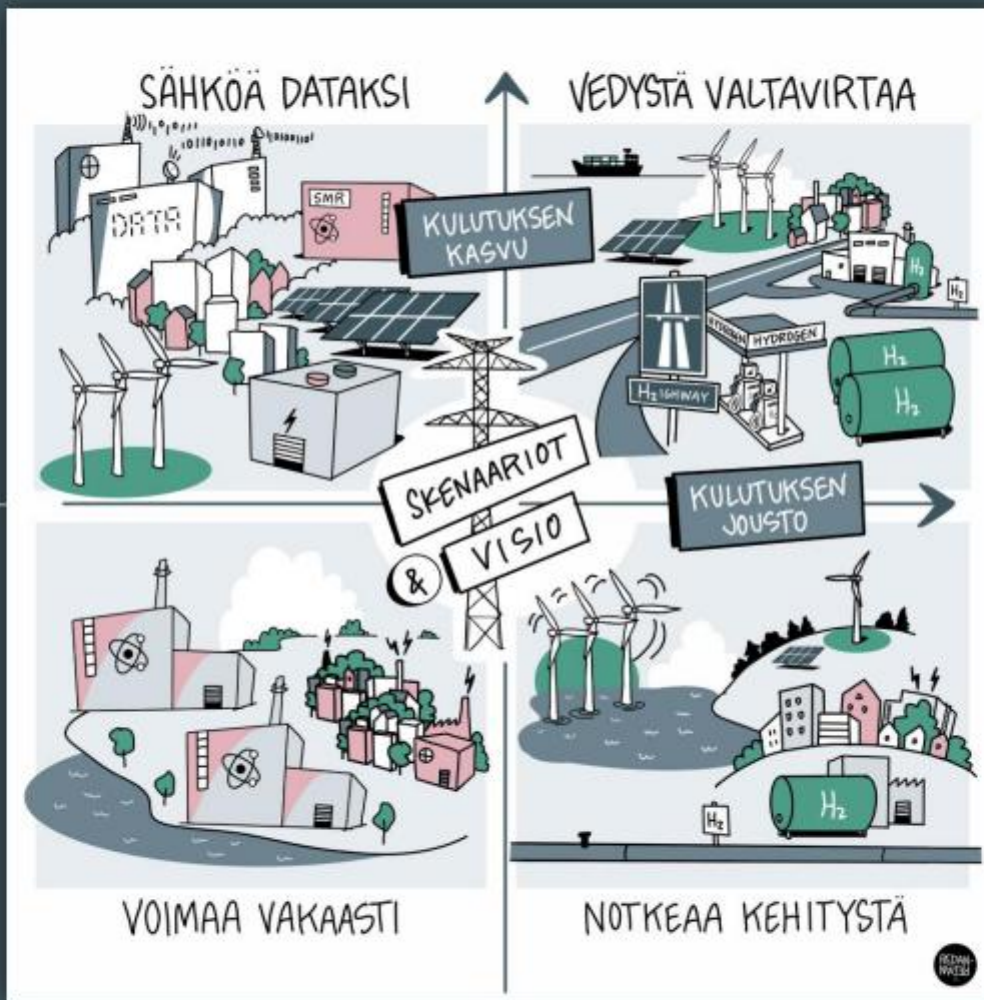 SÄHKÖÄ DATAKSI
VEDYSTÄ VALTAVIRTAA
DATA
SMR
KULUTUKSEN
KASVU
HYDROGEN
HYDROGEN
H₂IGHWAY
H₂
H₂
H₂
H₂
SKENAARIOT
&
VISIO
KULUTUKSEN
JOUSTO
H₂
H₂
VOIMAA VAKAASTI
NOTKEAA KEHITYSTÄ